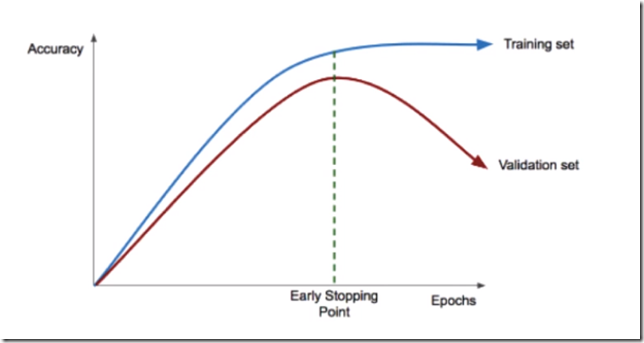 Accuracy
Training set
Validation set
Early Stopping
Point
Epochs